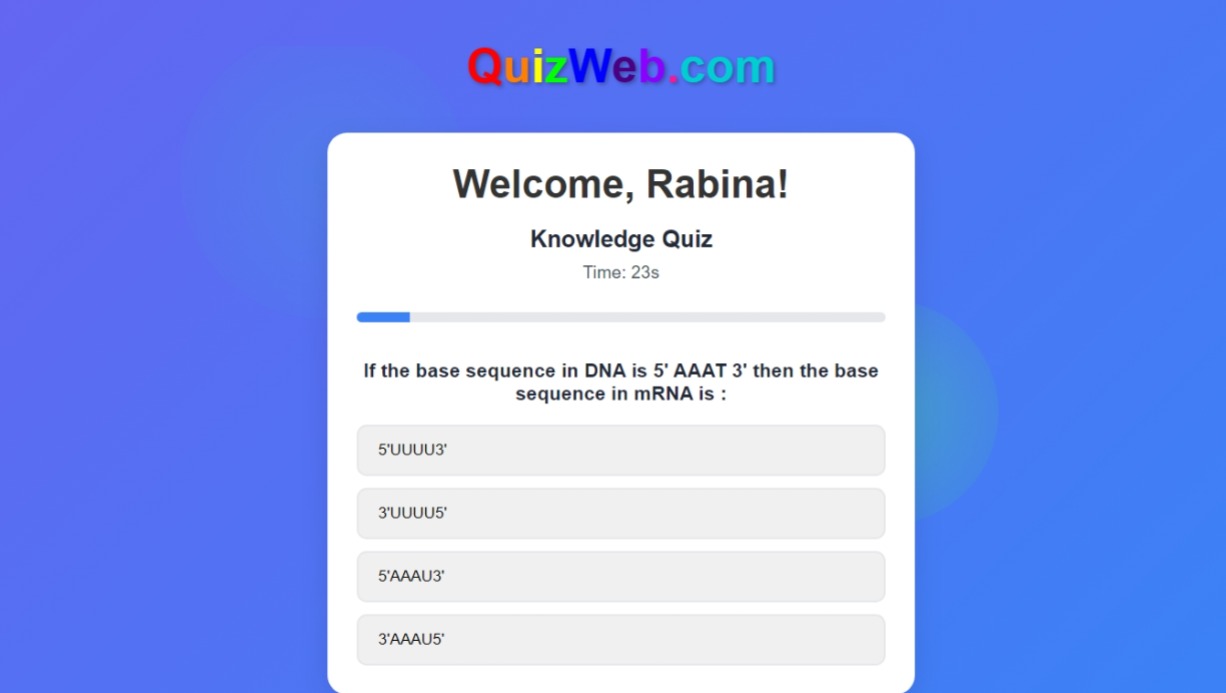 QuizWeb.com
Welcome, Rabina!
Knowledge Quiz
Time: 23s
If the base sequence in DNA is 5' AAAT 3' then the base
sequence in mRNA is :
5'UUUU3'
3'UUUU5'
5'AAAU3'
3'AAAU5'